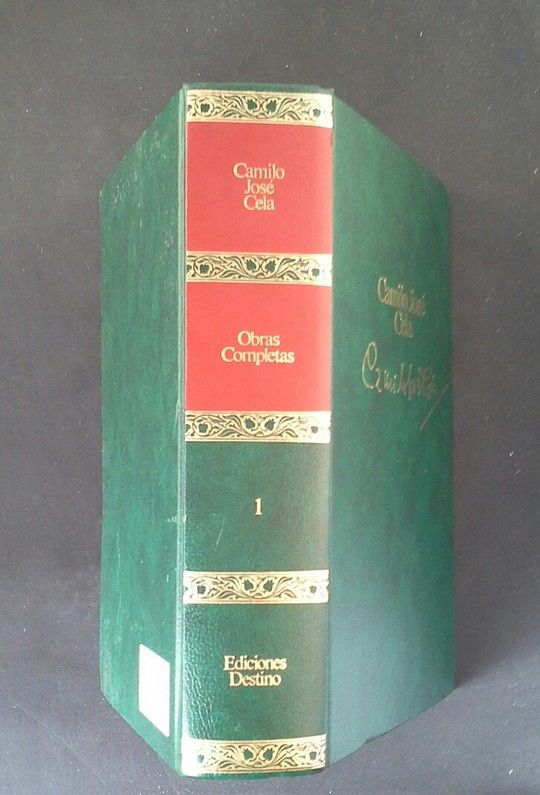 Camilo
José
Cela
Obras
Completas
1
Ediciones
Destino
Camilo José
Cela